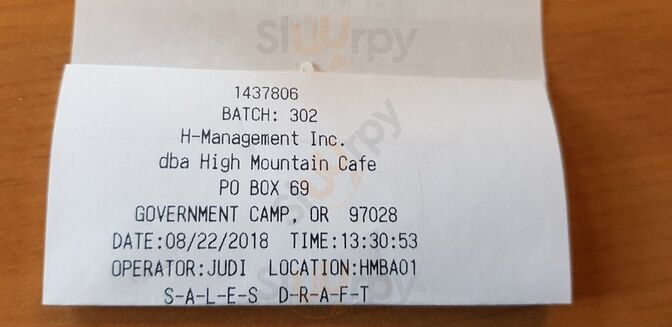 Sluurpy
1437806
BATCH: 302
H-Management Inc.
dba High Mountain Cafe
PO BOX 69
GOVERNMENT CAMP, OR 97028
DATE:08/22/2018 TIME:13:30:53
OPERATOR:JUDI LOCATION:HMBA01
S-A-L-E-S D-R-A-F-T